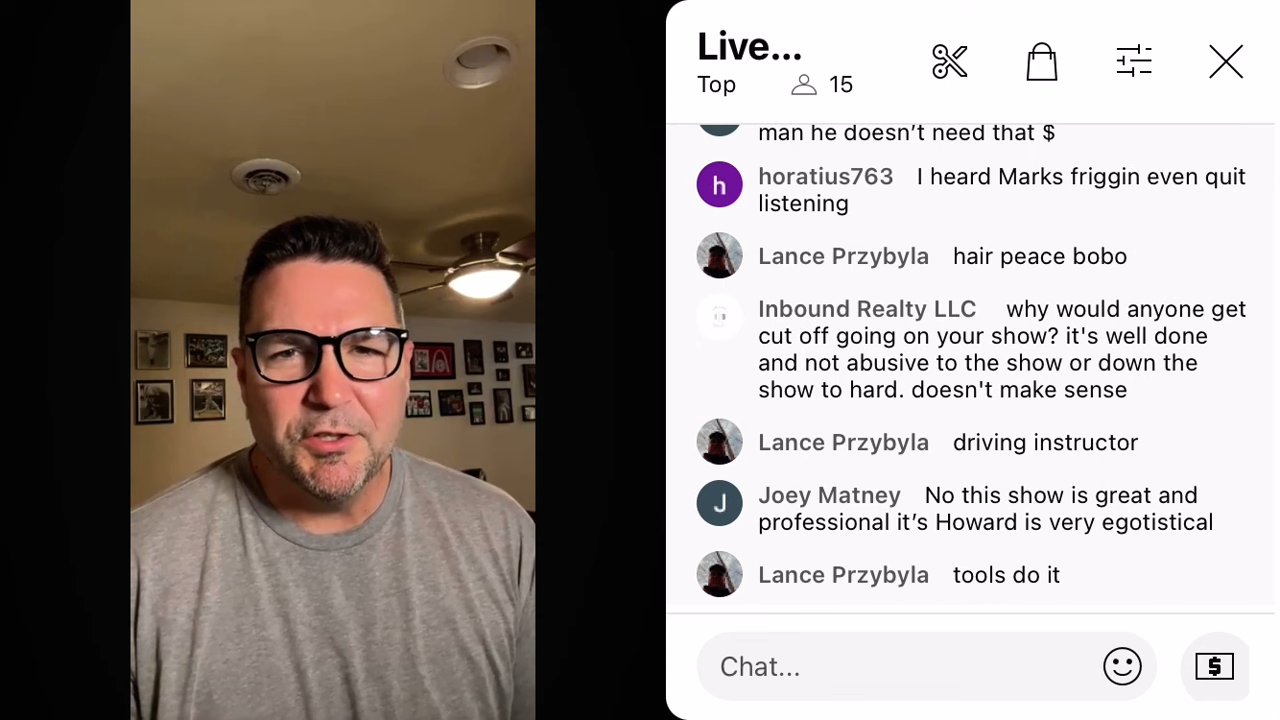 Live...
Top 15
man he doesn’t need that $
h
horatius763 I heard Marks friggin even quit
listening
Lance Przybyla hair peace bobo
Inbound Realty LLC why would anyone get
cut off going on your show? it's well done
and not abusive to the show or down the
show to hard. doesn't make sense
Lance Przybyla driving instructor
J
Joey Matney No this show is great and
professional it’s Howard is very egotistical
Lance Przybyla tools do it
Chat...
$